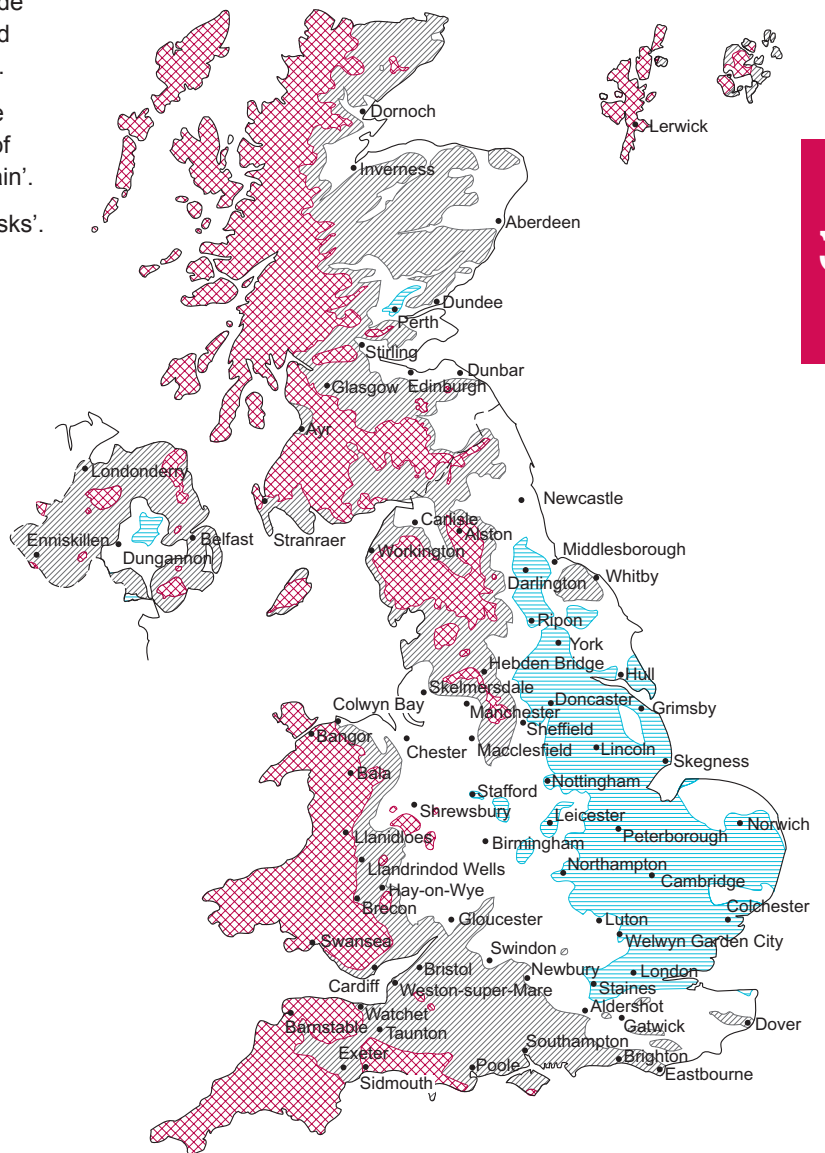 de
d
.
e
of
ain’.
sks’.
Dornoch
Lerwick
Inverness
Aberdeen
Dundee
Perth
Stirling
Dunbar
Glasgow
Edinburgh
Ayr
Londonderry
Newcastle
Carlisle
Alston
Stranraer
Enniskillen
Belfast
Dungannon
Workington
Middlesborough
Darlington
Whitby
Ripon
York
Hebden Bridge
Hull
Skelmersdale
Doncaster
Colwyn Bay
Manchester
Grimsby
Sheffield
Bangor
Chester
Macclesfield
Lincoln
Skegness
Bala
Nottingham
Stafford
Shrewsbury
Leicester
Norwich
Peterborough
Llanidloes
Birmingham
Llandrindod Wells
Northampton
Cambridge
Hay-on-Wye
Brecon
Colchester
Gloucester
Luton
Swansea
Welwyn Garden City
Swindon
Cardiff
Bristol
Newbury
London
Weston-super-Mare
Staines
Watchet
Aldershot
Barnstable
Taunton
Gatwick
Dover
Southampton
Exeter
Poole
Brighton
Sidmouth
Eastbourne